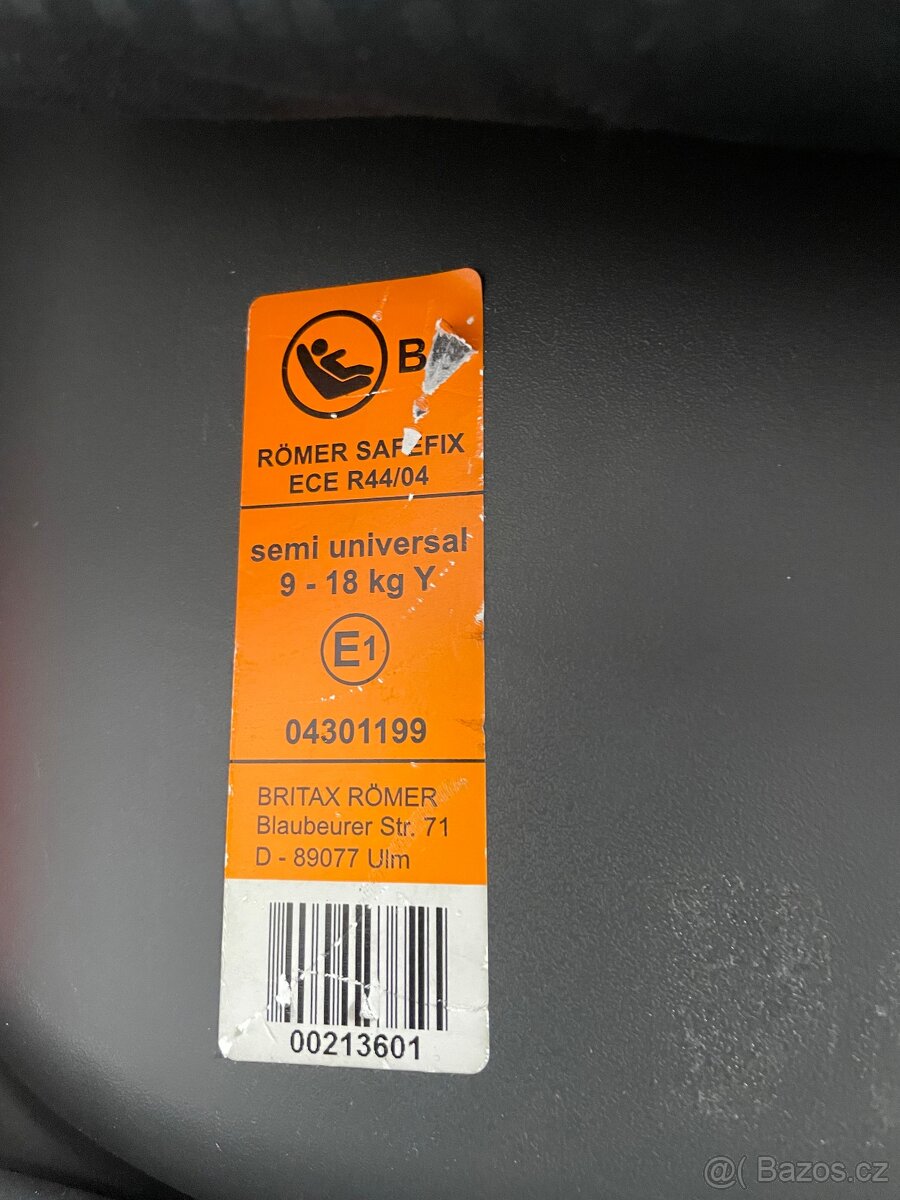 B
RÖMER SAFEFIX
ECE R44/04
semi universal
9 - 18 kg Y
E1
04301199
BRITAX RÖMER
Blaubeurer Str. 71
D - 89077 Ulm
00213601
@( Bazos.cz